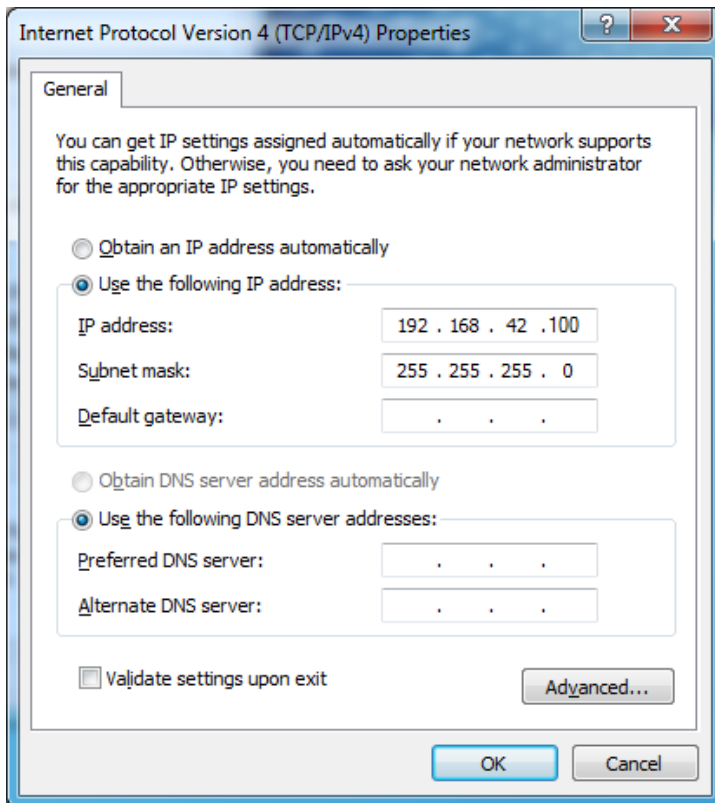 Internet Protocol Version 4 (TCP/IPv4) Properties
General
You can get IP settings assigned automatically if your network supports
this capability. Otherwise, you need to ask your network administrator
for the appropriate IP settings.
Obtain an IP address automatically
Use the following IP address:
IP address: 192 . 168 . 42 .100
Subnet mask: 255 . 255 . 255 . 0
Default gateway: . . .
Obtain DNS server address automatically
Use the following DNS server addresses:
Preferred DNS server: . . .
Alternate DNS server: . . .
Validate settings upon exit
Advanced...
OK Cancel